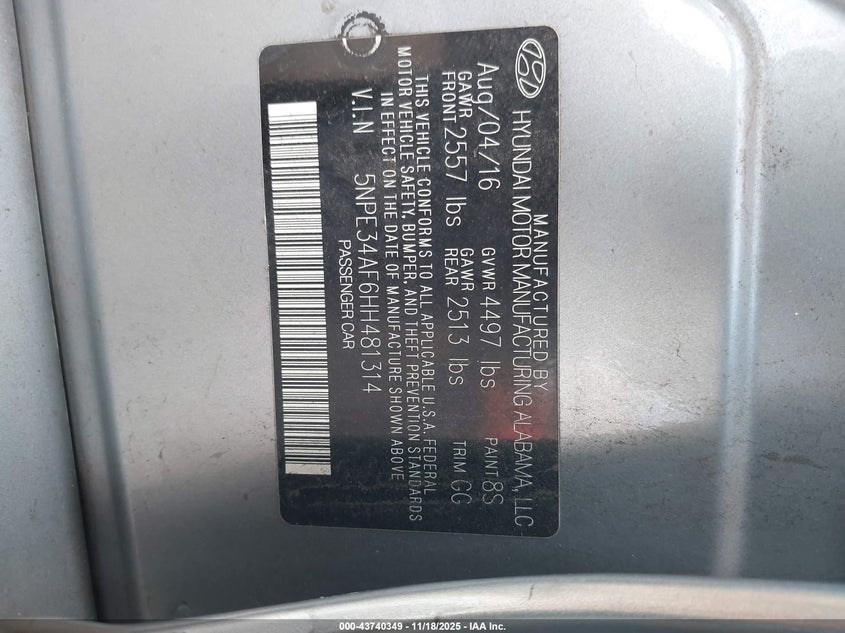 MANUFACTURED BY
HYUNDAI MOTOR MANUFACTURING ALABAMA, LLC
Aug/04/16 GVWR 4497 lbs PAINT 8S
GAWR FRONT 2557 lbs GAWR REAR 2513 lbs TRIM GG
THIS VEHICLE CONFORMS TO ALL APPLICABLE U.S.A. FEDERAL
MOTOR VEHICLE SAFETY, BUMPER, AND THEFT PREVENTION STANDARDS
IN EFFECT ON THE DATE OF MANUFACTURE SHOWN ABOVE
V.I.N 5NPE34AF6HH481314
PASSENGER CAR
000-43740349 - 11/18/2025 - IAA Inc.